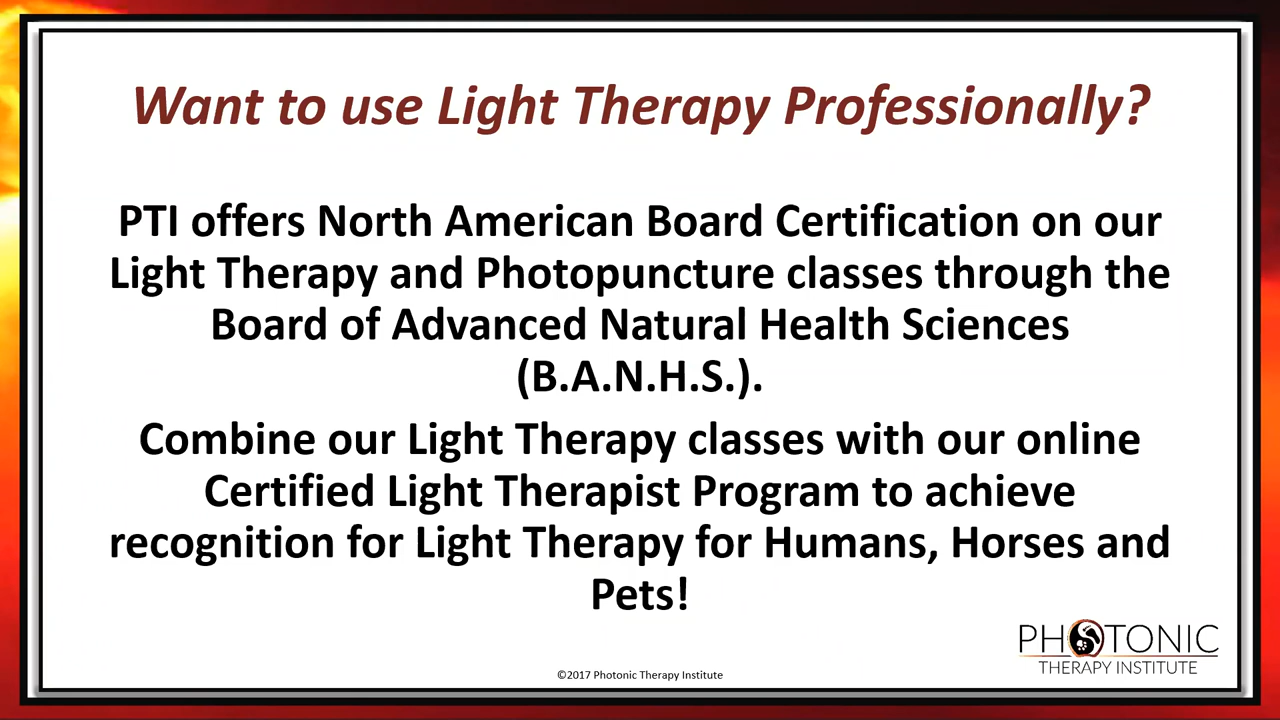 Want to use Light Therapy Professionally?
PTI offers North American Board Certification on our
Light Therapy and Photopuncture classes through the
Board of Advanced Natural Health Sciences
(B.A.N.H.S.).
Combine our Light Therapy classes with our online
Certified Light Therapist Program to achieve
recognition for Light Therapy for Humans, Horses and
Pets!
PHOTONIC
THERAPY INSTITUTE
©2017 Photonic Therapy Institute